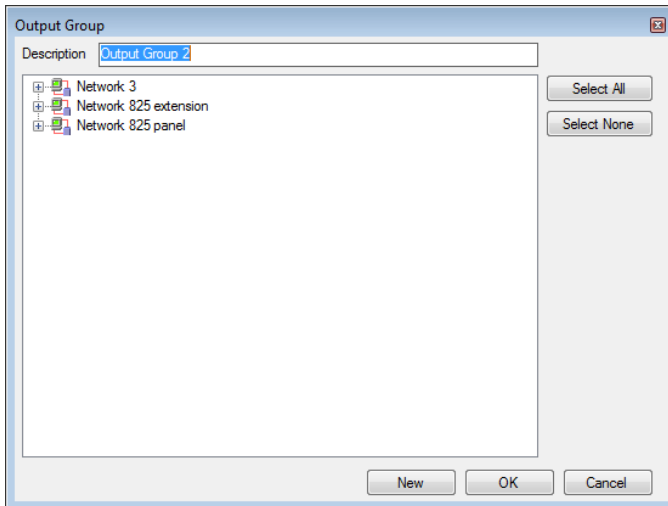 Output Group
Description Output Group 2
Network 3
Network 825 extension
Network 825 panel
Select All
Select None
New OK Cancel